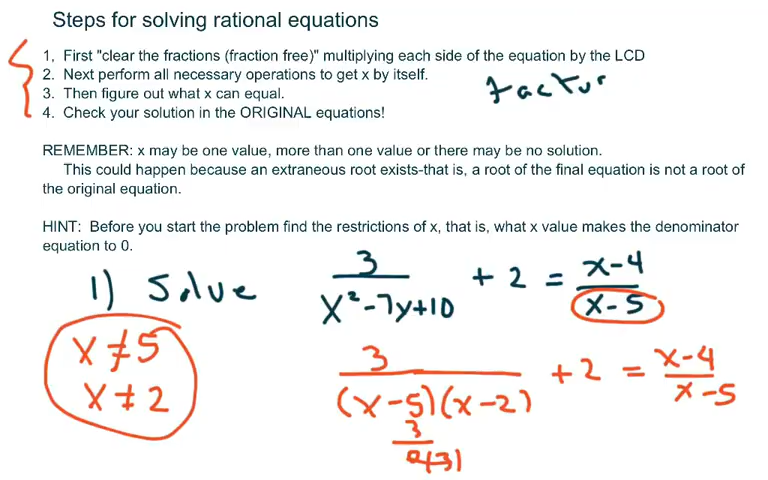 Steps for solving rational equations
1, First "clear the fractions (fraction free)" multiplying each side of the equation by the LCD
2. Next perform all necessary operations to get x by itself.
3. Then figure out what x can equal.
4. Check your solution in the ORIGINAL equations!
factor
REMEMBER: x may be one value, more than one value or there may be no solution.
This could happen because an extraneous root exists-that is, a root of the final equation is not a root of
the original equation.
HINT: Before you start the problem find the restrictions of x, that is, what x value makes the denominator
equation to 0.
1) Solve 3/(x²-7y+10) + 2 = (x-4)/(x-5)
x≠5
x≠2
3/((x-5)(x-2)) + 2 = (x-4)/(x-5)